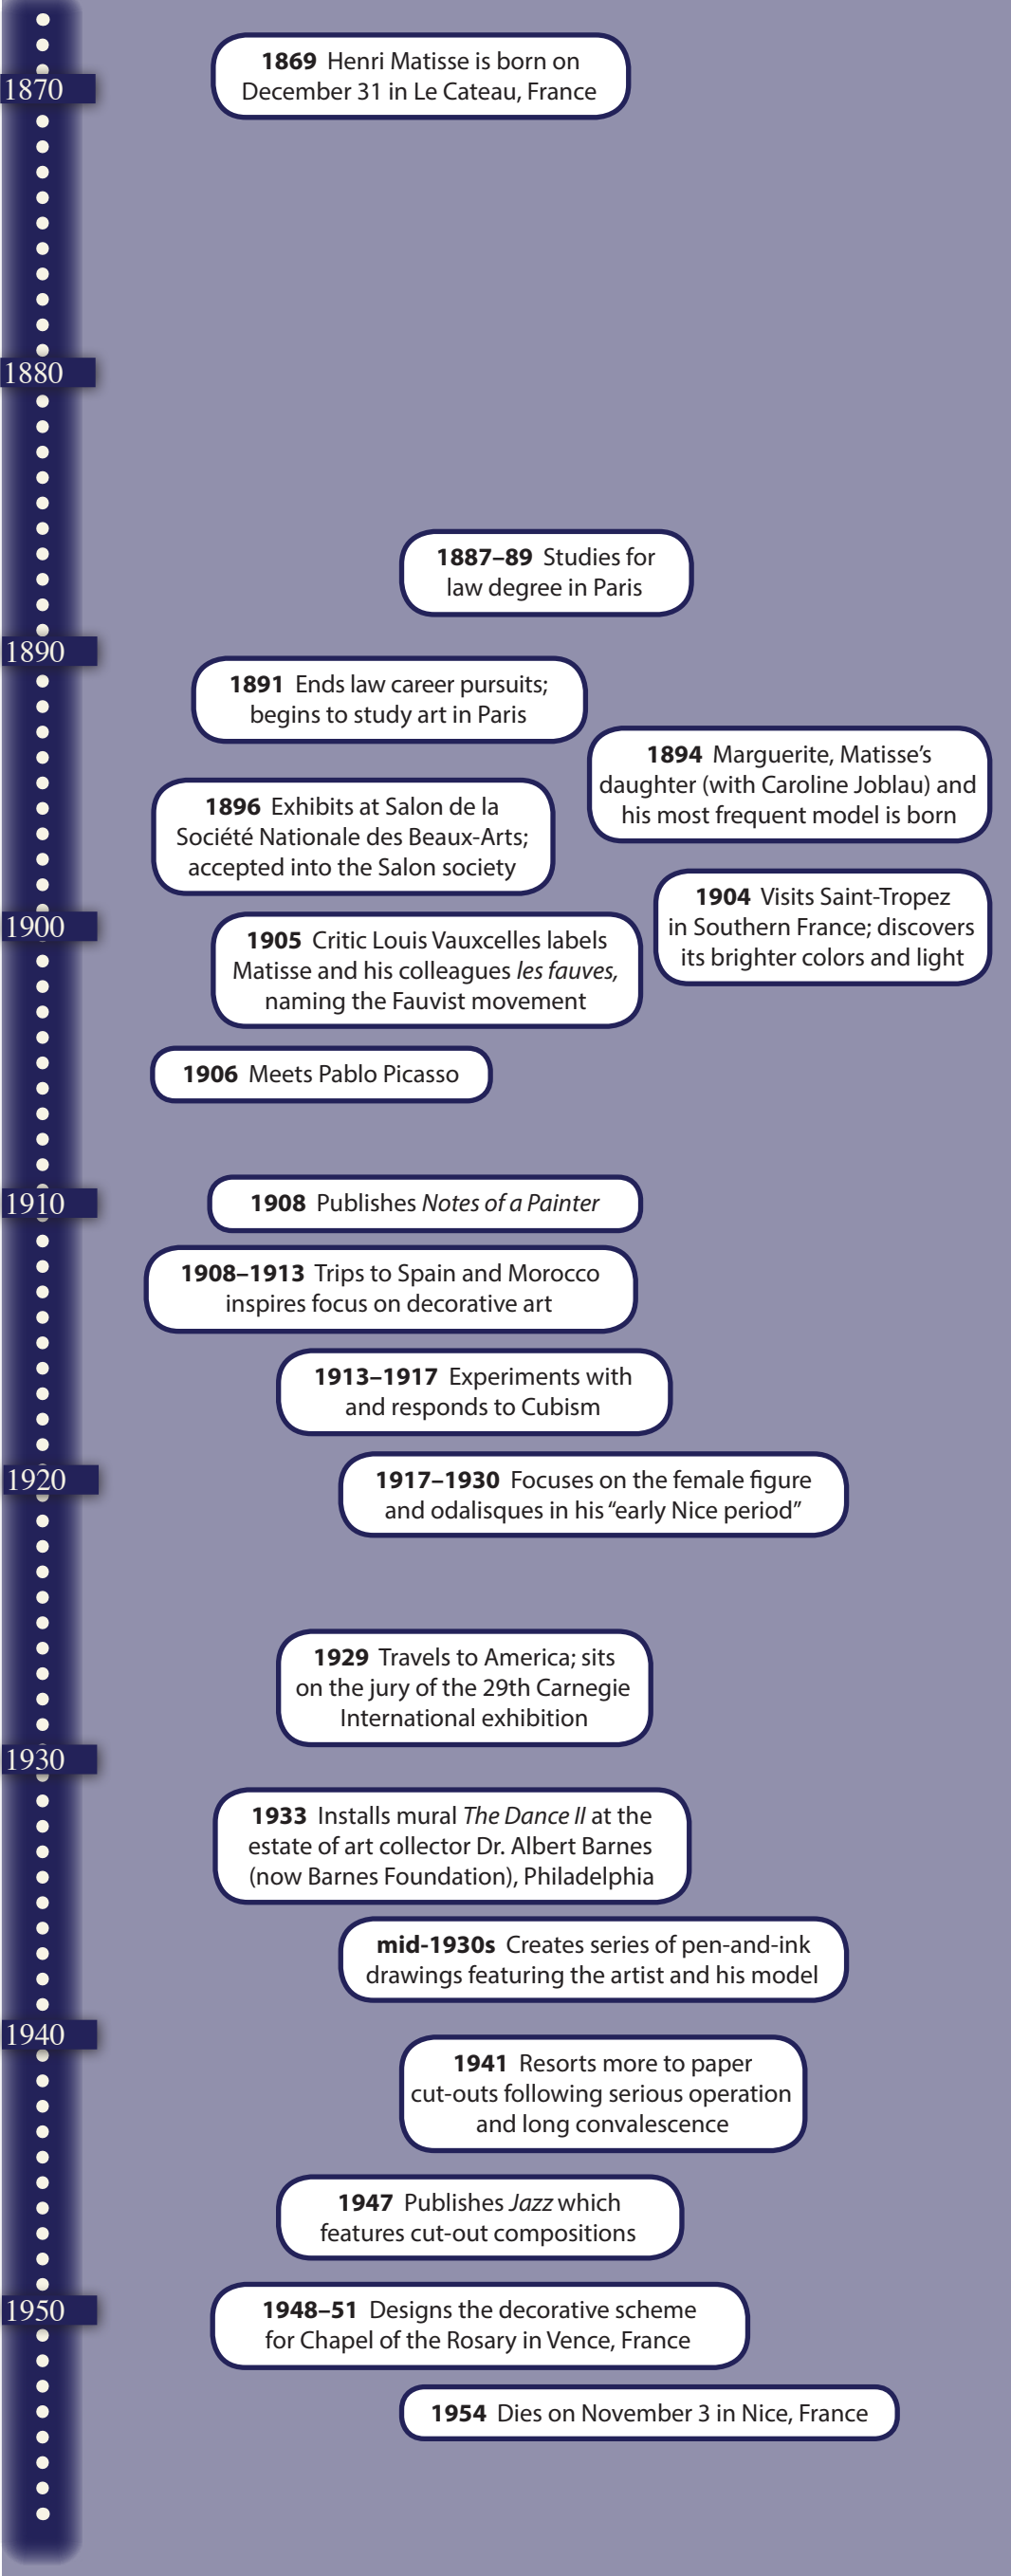 1870
1869 Henri Matisse is born on
December 31 in Le Cateau, France
1880
1887–89 Studies for
law degree in Paris
1890
1891 Ends law career pursuits;
begins to study art in Paris
1894 Marguerite, Matisse’s
daughter (with Caroline Joblau) and
his most frequent model is born
1896 Exhibits at Salon de la
Société Nationale des Beaux-Arts;
accepted into the Salon society
1904 Visits Saint-Tropez
in Southern France; discovers
its brighter colors and light
1900
1905 Critic Louis Vauxcelles labels
Matisse and his colleagues les fauves,
naming the Fauvist movement
1906 Meets Pablo Picasso
1910
1908 Publishes Notes of a Painter
1908–1913 Trips to Spain and Morocco
inspires focus on decorative art
1913–1917 Experiments with
and responds to Cubism
1920
1917–1930 Focuses on the female figure
and odalisques in his “early Nice period”
1929 Travels to America; sits
on the jury of the 29th Carnegie
International exhibition
1930
1933 Installs mural The Dance II at the
estate of art collector Dr. Albert Barnes
(now Barnes Foundation), Philadelphia
mid-1930s Creates series of pen-and-ink
drawings featuring the artist and his model
1940
1941 Resorts more to paper
cut-outs following serious operation
and long convalescence
1947 Publishes Jazz which
features cut-out compositions
1950
1948–51 Designs the decorative scheme
for Chapel of the Rosary in Vence, France
1954 Dies on November 3 in Nice, France